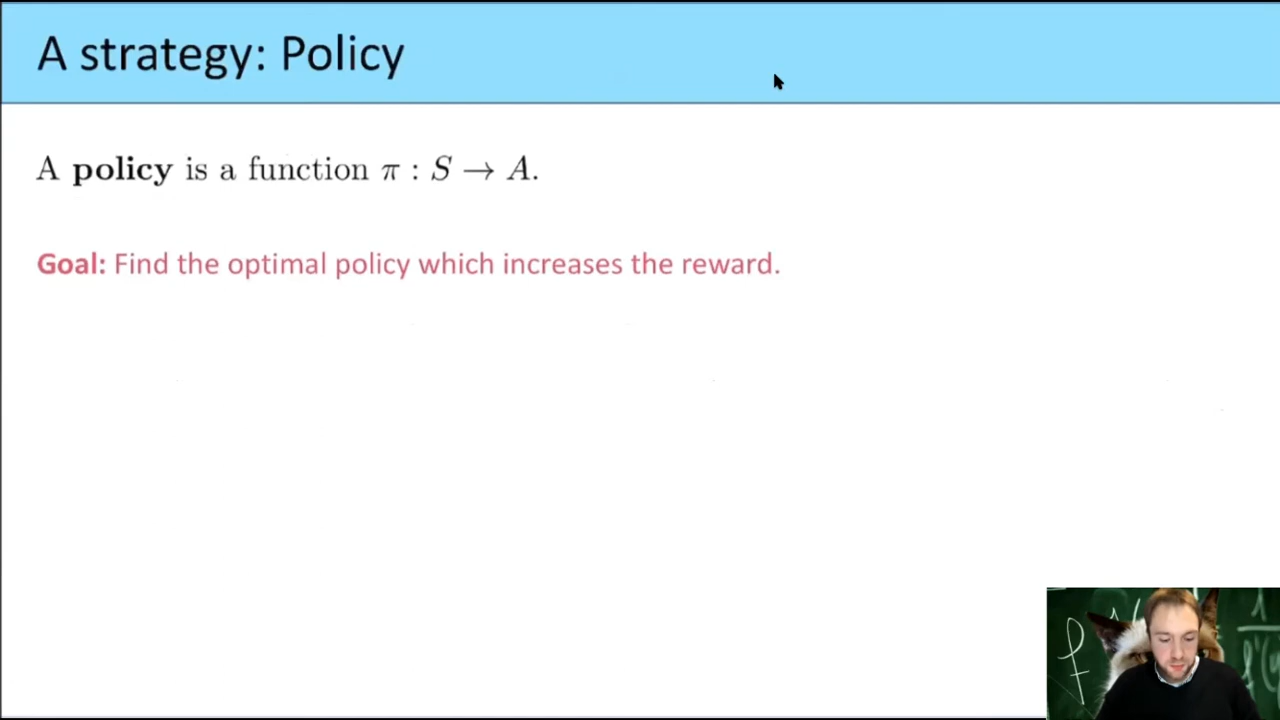 A strategy: Policy
A policy is a function π : S → A.
Goal: Find the optimal policy which increases the reward.